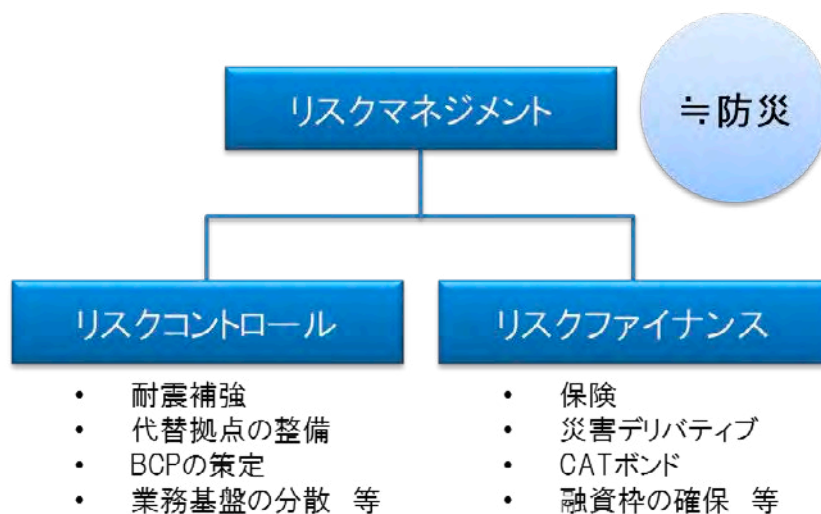 リスクマネジメント
≒防災
リスクコントロール
リスクファイナンス
• 耐震補強
• 代替拠点の整備
• BCPの策定
• 業務基盤の分散 等
• 保険
• 災害デリバティブ
• CATボンド
• 融資枠の確保 等